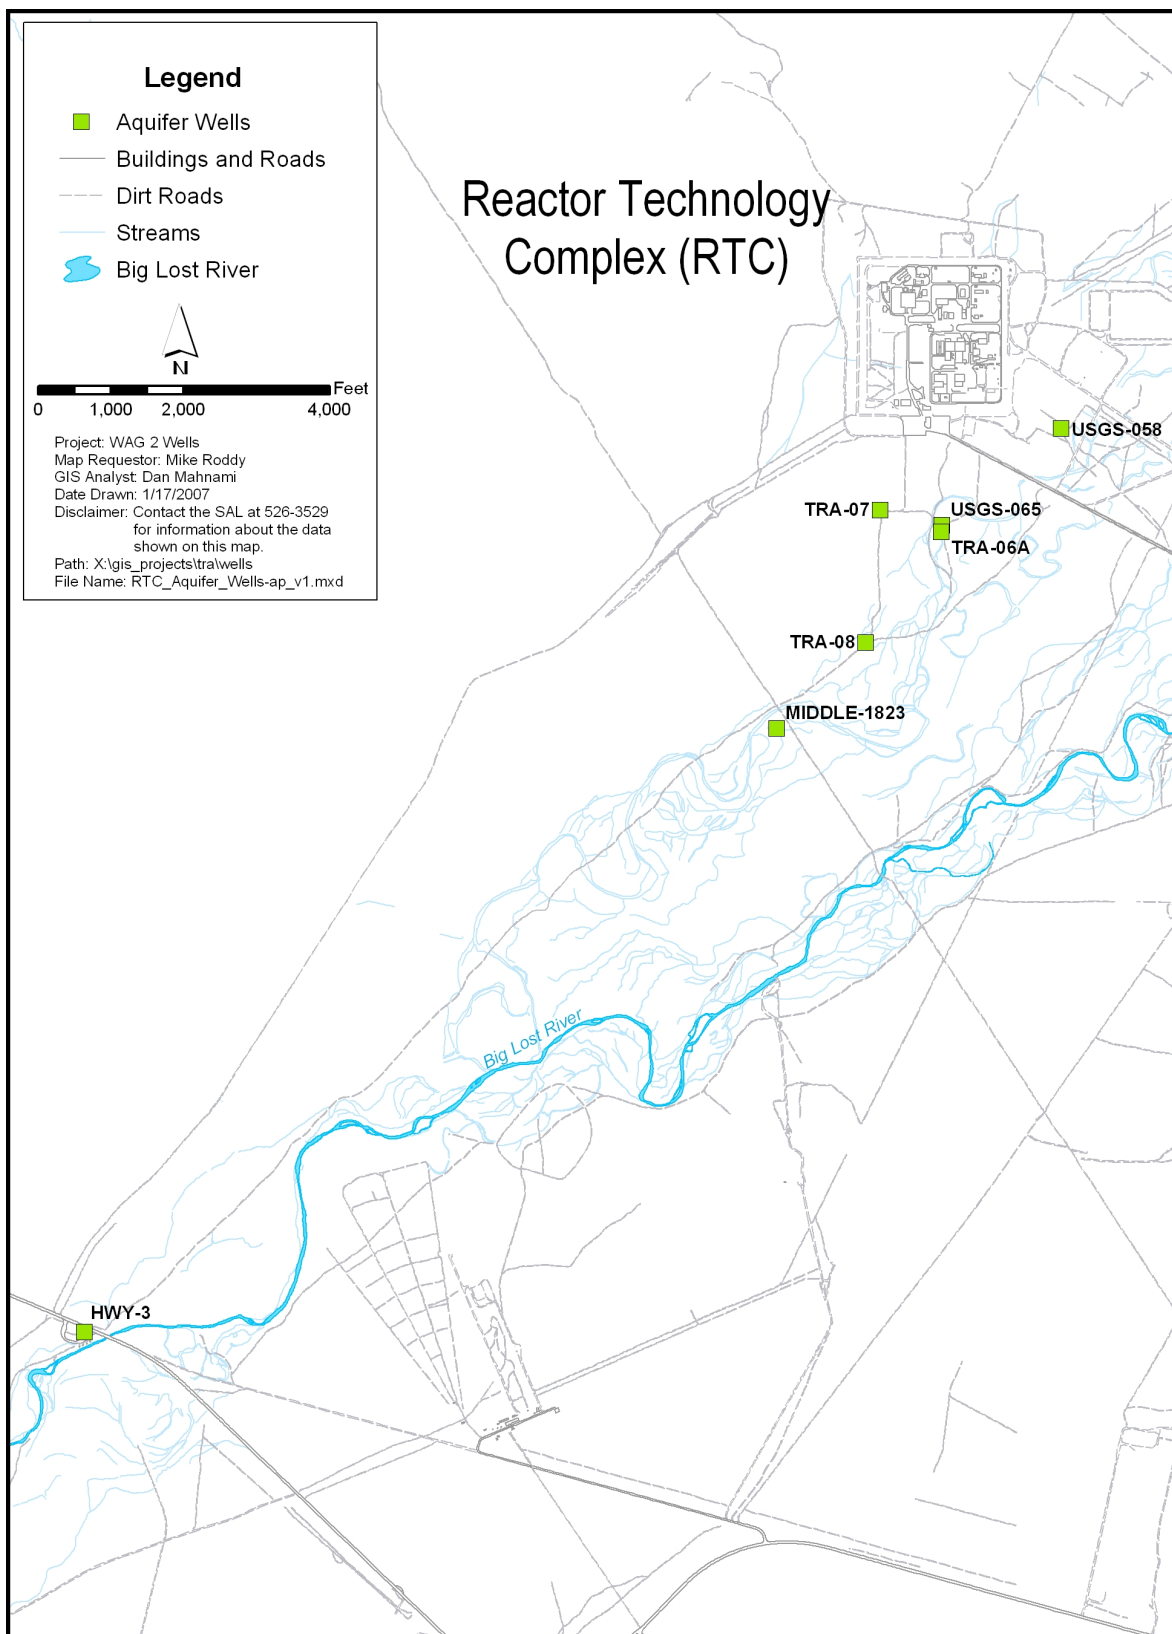 Legend
Aquifer Wells
Buildings and Roads
Dirt Roads
Streams
Big Lost River
N
Feet
0 1,000 2,000 4,000
Project: WAG 2 Wells
Map Requestor: Mike Roddy
GIS Analyst: Dan Mahnami
Date Drawn: 1/17/2007
Disclaimer: Contact the SAL at 526-3529
for information about the data
shown on this map.
Path: X:\gis_projects\tra\wells
File Name: RTC_Aquifer_Wells-ap_v1.mxd
Reactor Technology
Complex (RTC)
USGS-058
TRA-07
USGS-065
TRA-06A
TRA-08
MIDDLE-1823
Big Lost River
HWY-3